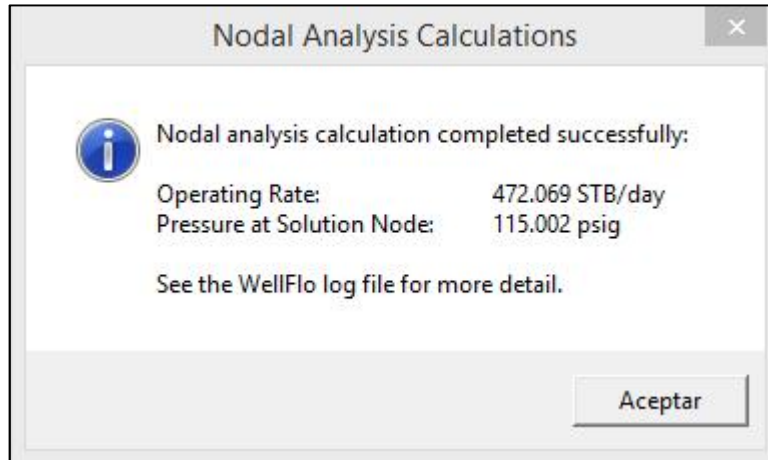 Nodal Analysis Calculations
Nodal analysis calculation completed successfully:
Operating Rate: 472.069 STB/day
Pressure at Solution Node: 115.002 psig
See the WellFlo log file for more detail.
Aceptar